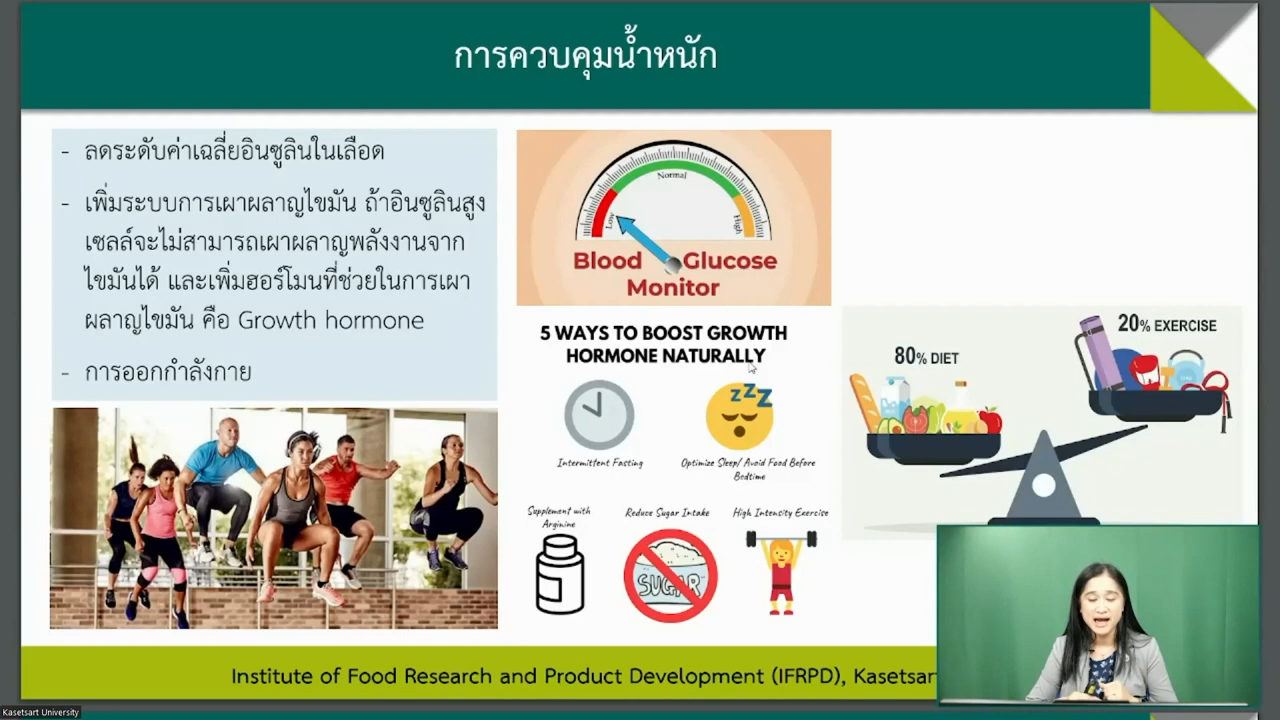 การควบคุมน้ำหนัก
- ลดระดับค่าเฉลี่ยอินซูลินในเลือด
- เพิ่มระบบการเผาผลาญไขมัน ถ้าอินซูลินสูง
เซลล์จะไม่สามารถเผาผลาญพลังงานจาก
ไขมันได้ และเพิ่มฮอร์โมนที่ช่วยในการเผา
ผลาญไขมัน คือ Growth hormone
- การออกกำลังกาย
Normal
Low
High
Blood Glucose
Monitor
5 WAYS TO BOOST GROWTH
HORMONE NATURALLY
Intermittent Fasting
Optimize Sleep/ Avoid Food Before
Bedtime
Supplement with
Arginine
Reduce Sugar Intake
SUGAR
High Intensity Exercise
80% DIET
20% EXERCISE
Institute of Food Research and Product Development (IFRPD), Kasetsar
Kasetsart University